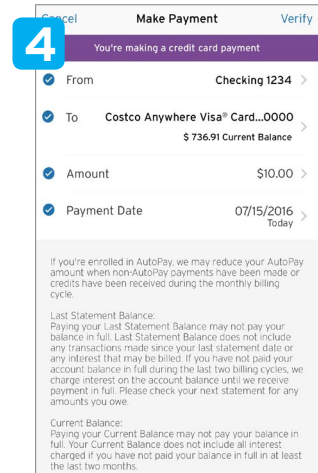 Cancel Make Payment Verify
4
You're making a credit card payment
From Checking 1234
To Costco Anywhere Visa® Card...0000
$ 736.91 Current Balance
Amount $10.00
Payment Date 07/15/2016
Today
If you're enrolled in AutoPay, we may reduce your AutoPay
amount when non-AutoPay payments have been made or
credits have been received during the monthly billing
cycle.
Last Statement Balance:
Paying your Last Statement Balance may not pay your
balance in full. Last Statement Balance does not include
any transactions made since your last statement date or
any interest that may be billed. If you have not paid your
account balance in full during the last two billing cycles, we
charge interest on the account balance until we receive
payment in full. Please check your next statement for any
amounts you owe.
Current Balance:
Paying your Current Balance may not pay your balance in
full. Your Current Balance does not include all interest
charged if you have not paid your balance in full in at least
the last two months.